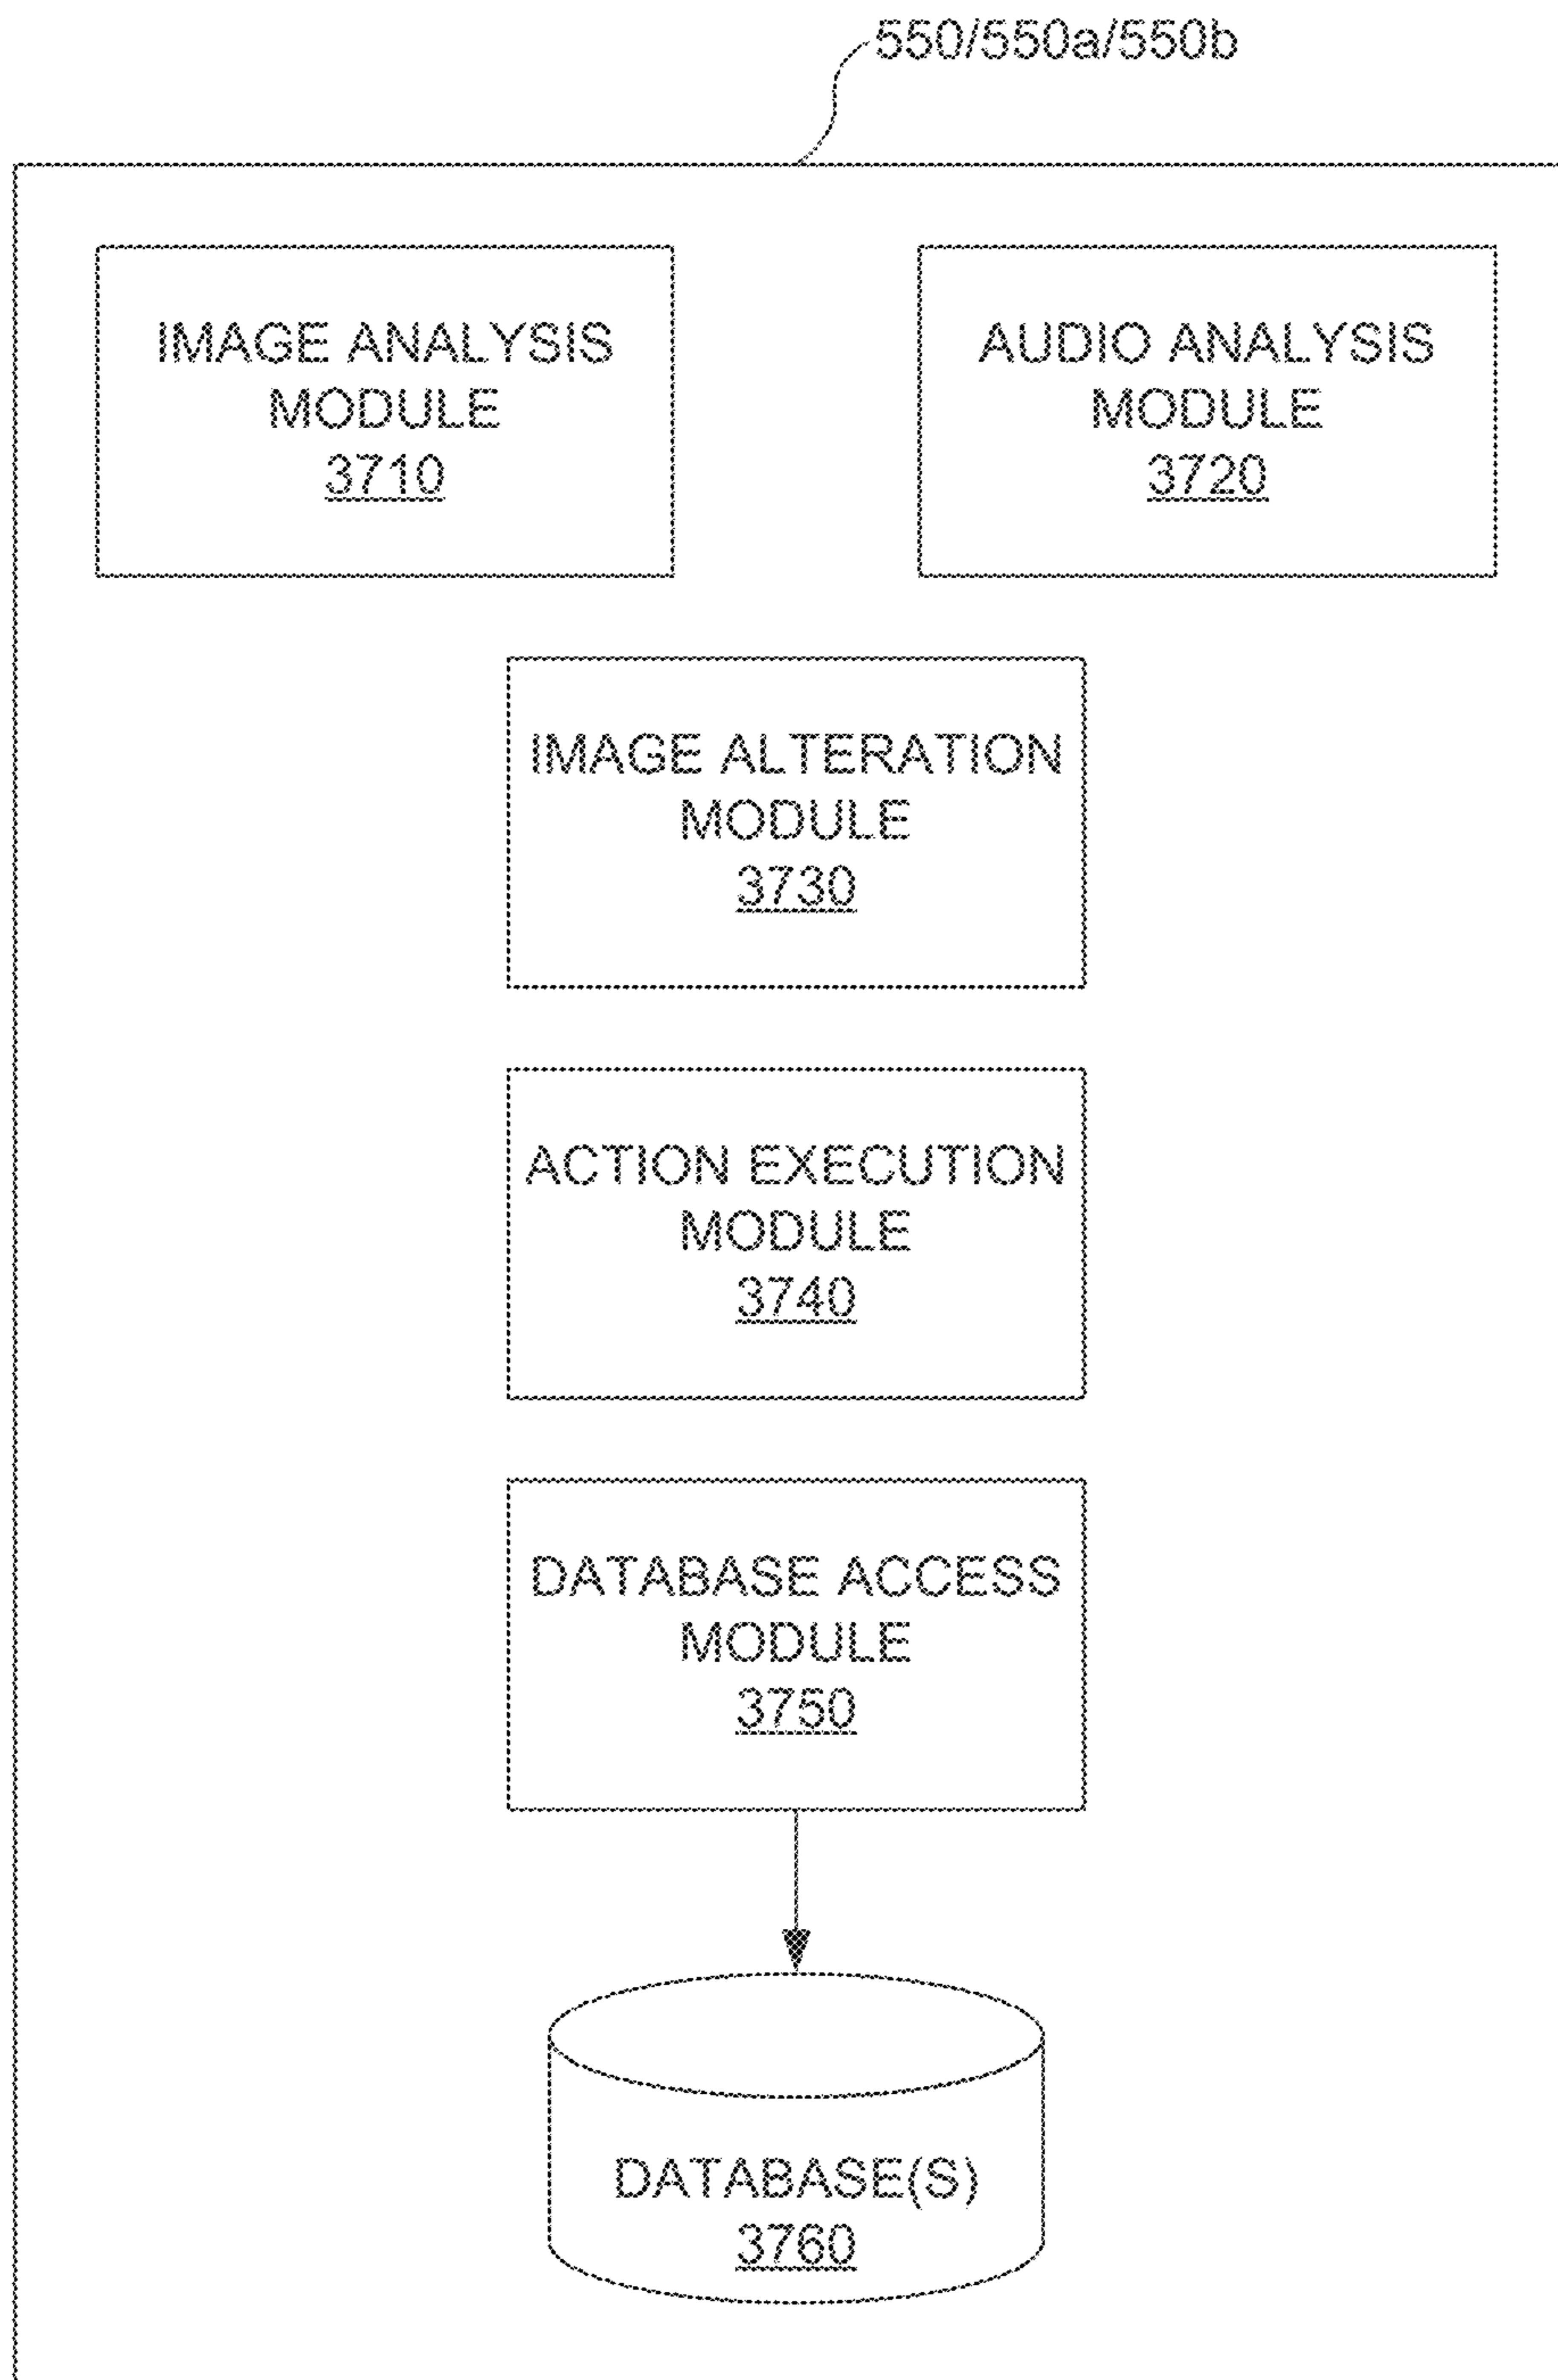 550/550a/550b
IMAGE ANALYSIS
MODULE
3710
AUDIO ANALYSIS
MODULE
3720
IMAGE ALTERATION
MODULE
3730
ACTION EXECUTION
MODULE
3740
DATABASE ACCESS
MODULE
3750
DATABASE(S)
3760